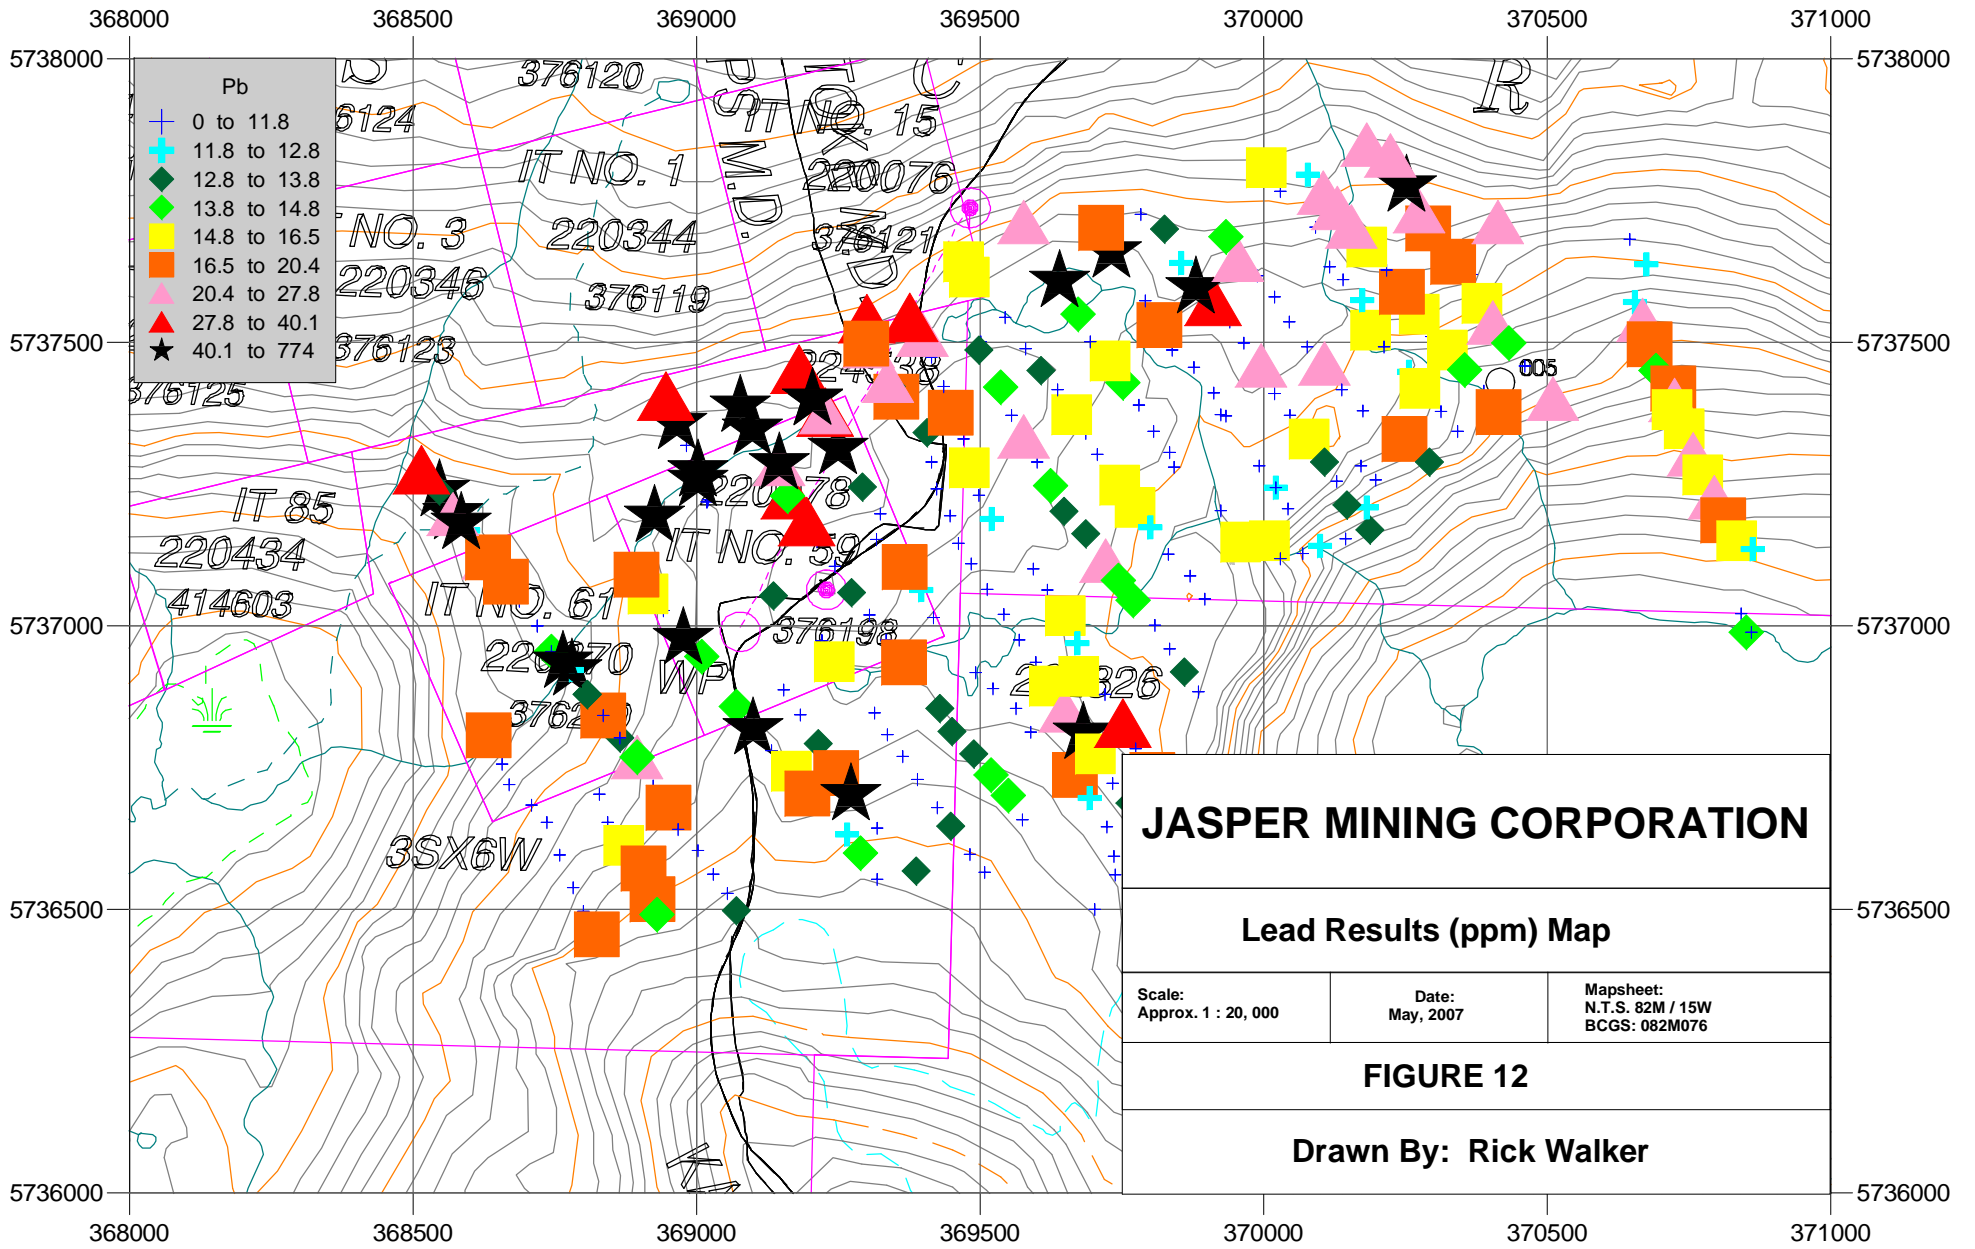 368000 368500 369000 369500 370000 370500 371000
5738000 5738000
Pb
0 to 11.8
11.8 to 12.8
12.8 to 13.8
13.8 to 14.8
14.8 to 16.5
16.5 to 20.4
20.4 to 27.8
27.8 to 40.1
40.1 to 774
S
6124
376120
C
R
IT NO. 15
220076
M.D.
IT NO. 1
220344
NO. 3
220346
376121
376119
5737500 5737500
376123
376125
605
IT 85
220434
414603
IT NO. 59
IT NO. 61
5737000 5737000
376198
WP
3SX6W
5736500 5736500
JASPER MINING CORPORATION
Lead Results (ppm) Map
Scale:
Approx. 1 : 20, 000
Date:
May, 2007
Mapsheet:
N.T.S. 82M / 15W
BCGS: 082M076
FIGURE 12
Drawn By: Rick Walker
5736000 5736000
368000 368500 369000 369500 370000 370500 371000